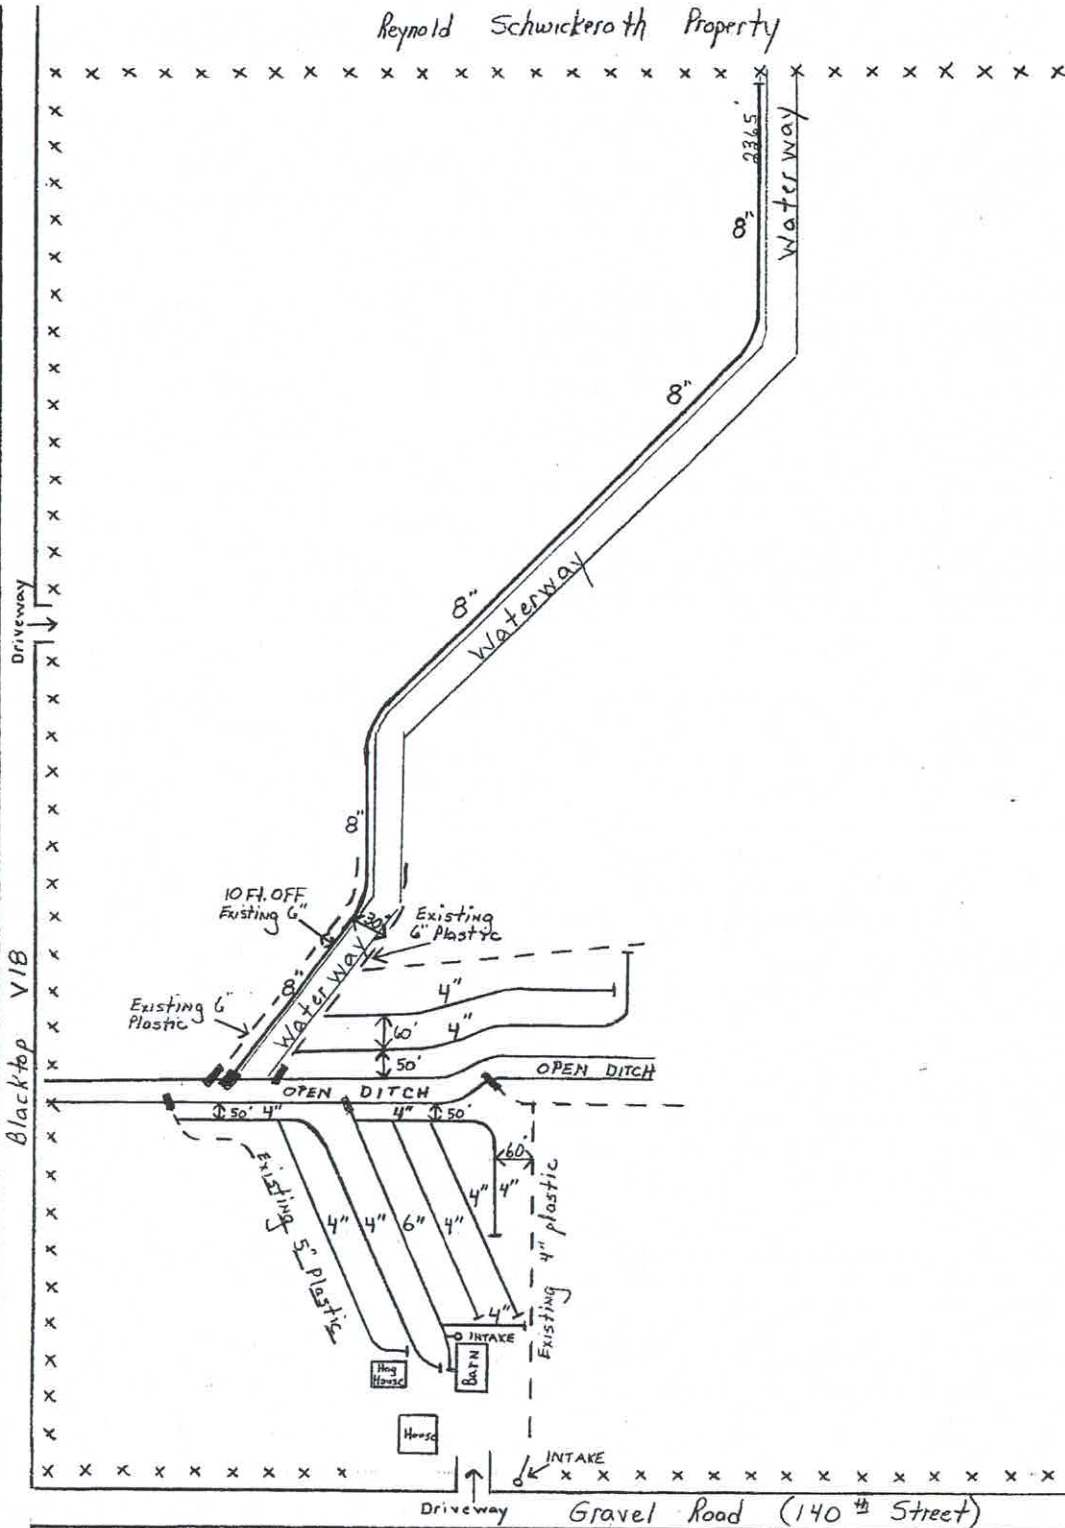 Reynold Schwickerath Property
2365'
Waterway
8"
8"
8"
Waterway
Driveway
8"
10 Ft. OFF
Existing 6"
30'
Existing
6" Plastic
8"
Waterway
Existing 6"
Plastic
4"
4"
60'
50'
OPEN DITCH
OPEN DITCH
Blacktop V18
50' 4"
4" 50'
60'
Existing 5" Plastic
4"
4"
6"
4"
4"
4"
Existing 4" plastic
4"
INTAKE
Hog
House
Barn
House
INTAKE
Driveway
Gravel Road (140th Street)